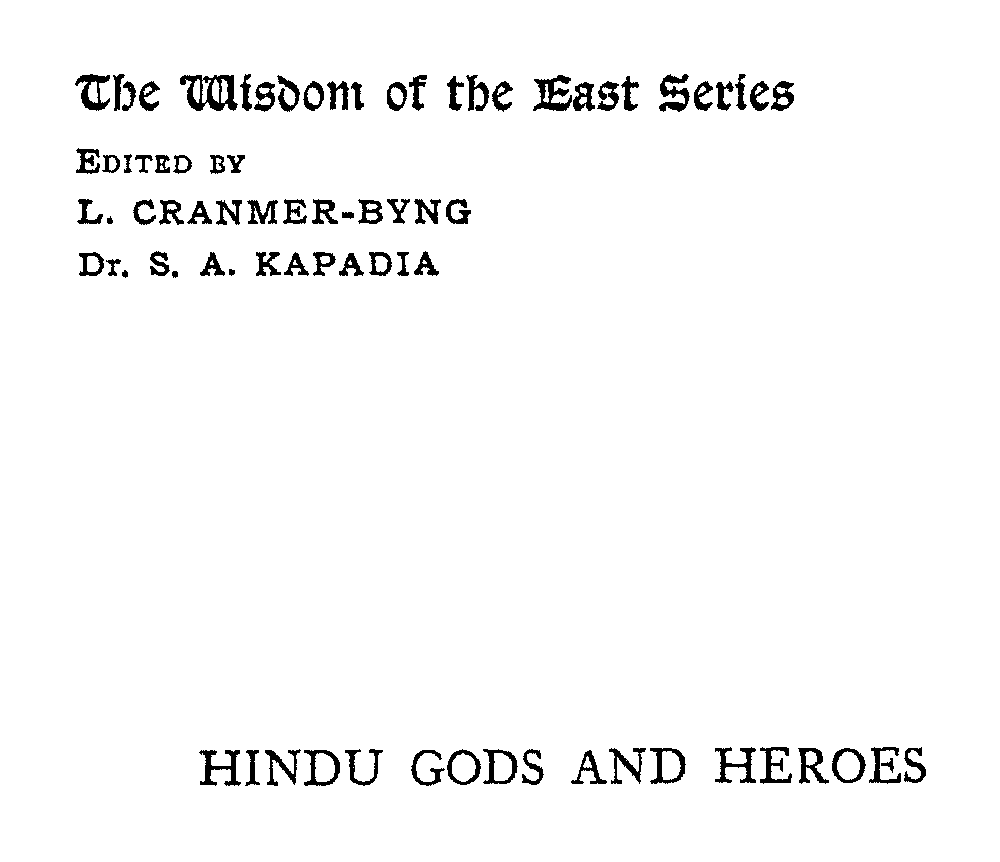 The Wisdom of the East Series
EDITED BY
L. CRANMER-BYNG
Dr. S. A. KAPADIA
HINDU GODS AND HEROES